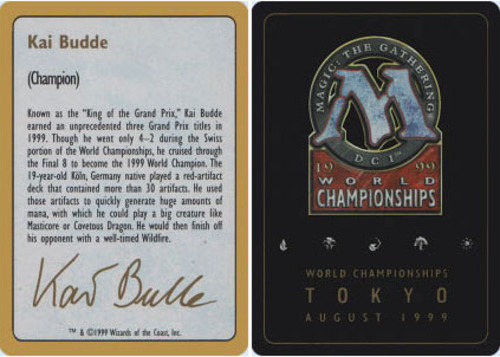 Kai Budde
(Champion)
Known as the "King of the Grand Prix," Kai Budde
earned an unprecedented three Grand Prix titles in
1999. Though he went only 4–2 during the Swiss
portion of the World Championships, he cruised through
the Final 8 to become the 1999 World Champion. The
19-year-old Köln, Germany native played a red-artifact
deck that contained more than 30 artifacts. He used
those artifacts to quickly generate huge amounts of
mana, with which he could play a big creature like
Masticore or Covetous Dragon. He would then finish off
his opponent with a well-timed Wildfire.
Kai Budde
™ & ©1999 Wizards of the Coast, Inc.
MAGIC: THE GATHERING
M
DCI™
1999
WORLD
CHAMPIONSHIPS
WORLD CHAMPIONSHIPS
TOKYO
AUGUST 1999